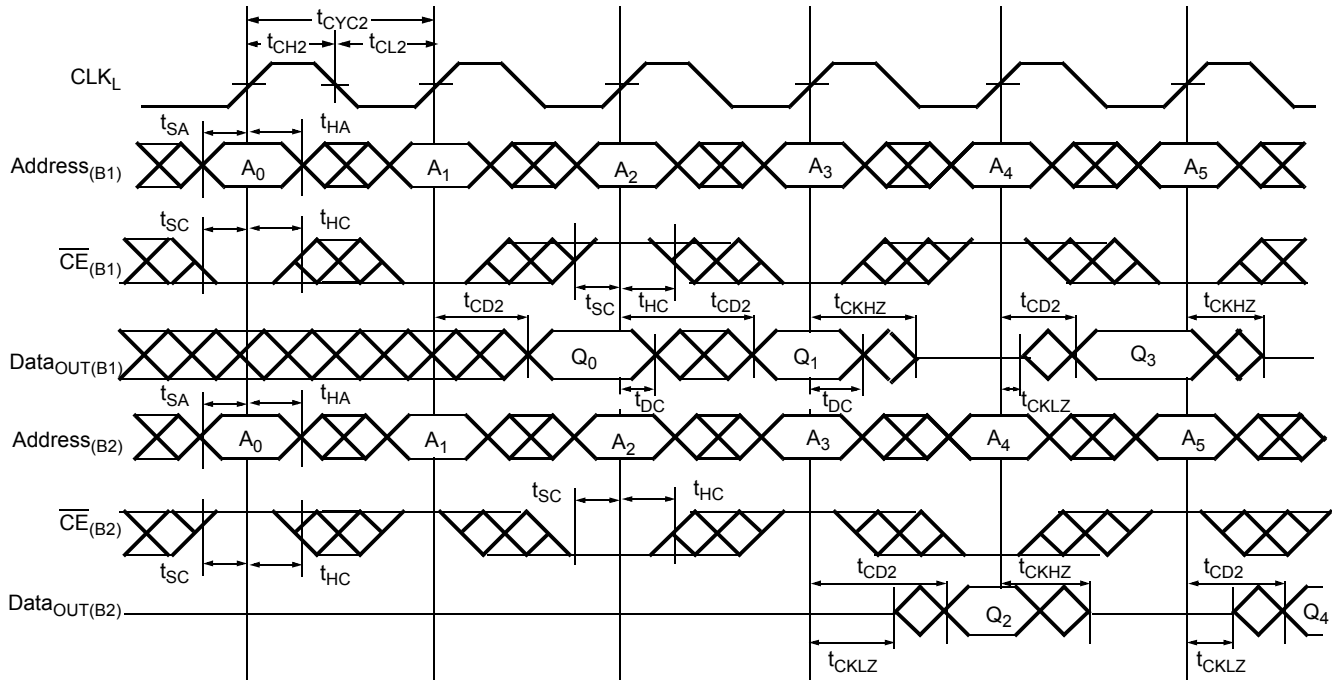 tCYC2
tCH2 tCL2
CLKL
tSA tHA
Address(B1) A0 A1 A2 A3 A4 A5
tSC tHC
CE(B1)
tCD2 tSC tHC tCD2 tCKHZ tCD2 tCKHZ
DataOUT(B1) Q0 Q1 Q3
tSA tHA tDC tDC tCKLZ
Address(B2) A0 A1 A2 A3 A4 A5
tSC tHC
CE(B2)
tSC tHC tCD2 tCKHZ tCD2
DataOUT(B2) Q2 Q4
tCKLZ tCKLZ